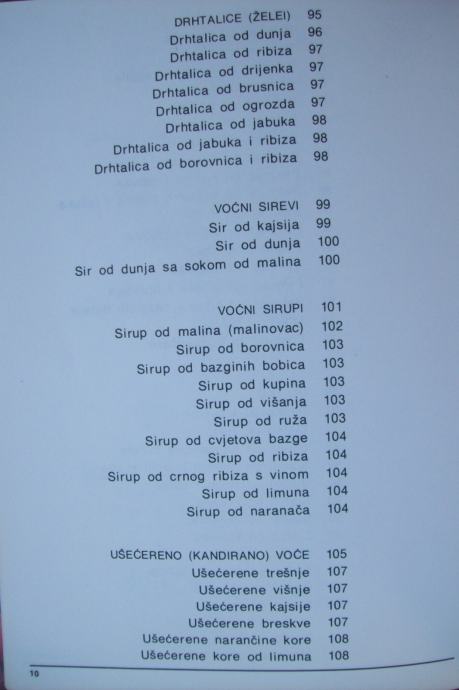 DRHTALICE (ŽELEI) 95
Drhtalica od dunja 96
Drhtalica od ribiza 97
Drhtalica od drijenka 97
Drhtalica od brusnica 97
Drhtalica od ogrozda 97
Drhtalica od jabuka 98
Drhtalica od jabuka i ribiza 98
Drhtalica od borovnica i ribiza 98
VOĆNI SIREVI 99
Sir od kajsija 99
Sir od dunja 100
Sir od dunja sa sokom od malina 100
VOĆNI SIRUPI 101
Sirup od malina (malinovac) 102
Sirup od borovnica 103
Sirup od bazginih bobica 103
Sirup od kupina 103
Sirup od višanja 103
Sirup od ruža 103
Sirup od cvjetova bazge 104
Sirup od ribiza 104
Sirup od crnog ribiza s vinom 104
Sirup od limuna 104
Sirup od naranača 104
UŠEĆERENO (KANDIRANO) VOĆE 105
Ušećerene trešnje 107
Ušećerene višnje 107
Ušećerene kajsije 107
Ušećerene breskve 107
Ušećerene narančine kore 108
Ušećerene kore od limuna 108
10